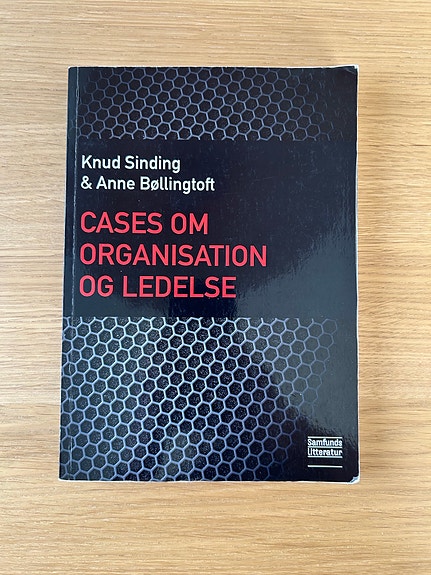 Knud Sinding
& Anne Bøllingtoft
CASES OM
ORGANISATION
OG LEDELSE
Samfunds
litteratur